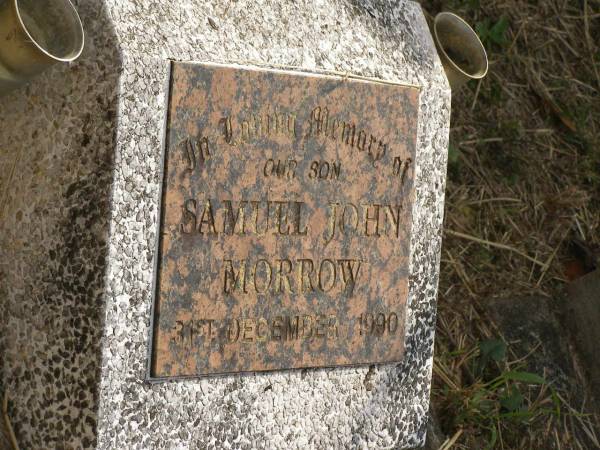 In Loving Memory of
OUR SON
SAMUEL JOHN
MORROW
31ST DECEMBER 1990